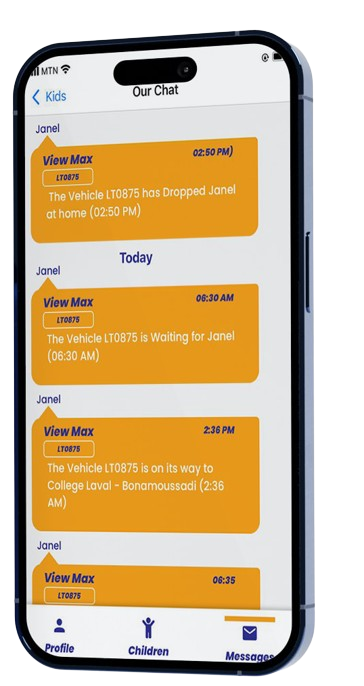 MTN
Kids
Our Chat
Janel
View Max
02:50 PM)
LT0875
The Vehicle LT0875 has Dropped Janel
at home (02:50 PM)
Today
Janel
View Max
06:30 AM
LT0875
The Vehicle LT0875 is Waiting for Janel
(06:30 AM)
Janel
View Max
2:36 PM
LT0875
The Vehicle LT0875 is on its way to
College Laval - Bonamoussadi (2:36
AM)
Janel
View Max
06:35
LT0875
Profile
Children
Messages